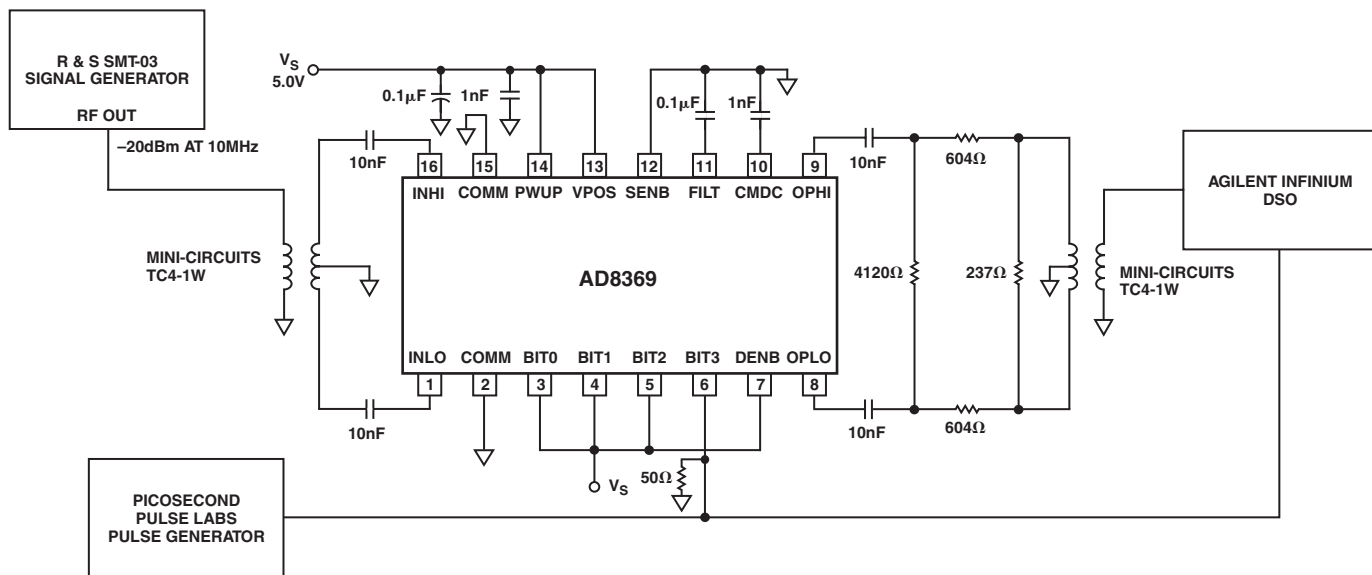 R & S SMT-03
SIGNAL GENERATOR
RF OUT
–20dBm AT 10MHz
VS
5.0V
0.1μF
1nF
0.1μF
1nF
10nF
10nF
604Ω
16
15
14
13
12
11
10
9
INHI
COMM
PWUP
VPOS
SENB
FILT
CMDC
OPHI
AGILENT INFINIUM
DSO
MINI-CIRCUITS
TC4-1W
AD8369
4120Ω
237Ω
MINI-CIRCUITS
TC4-1W
INLO
COMM
BIT0
BIT1
BIT2
BIT3
DENB
OPLO
1
2
3
4
5
6
7
8
10nF
10nF
604Ω
50Ω
VS
PICOSECOND
PULSE LABS
PULSE GENERATOR